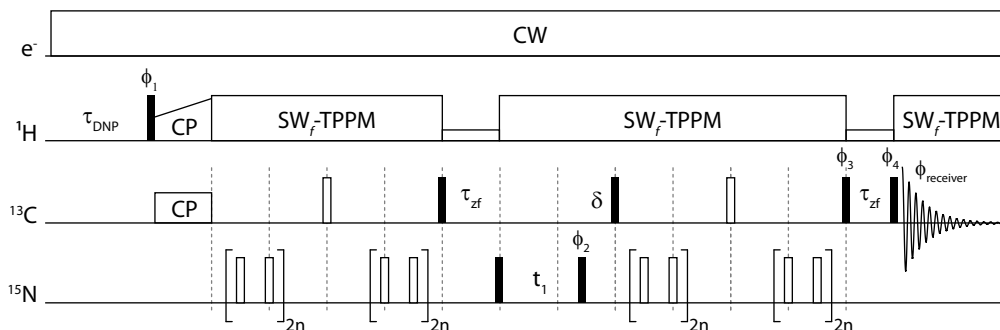 e⁻ CW
ϕ₁
¹H τ_DNP CP SW_f-TPPM SW_f-TPPM SW_f-TPPM
ϕ₃ ϕ₄
¹³C CP τ_zf δ τ_zf ϕ_receiver
ϕ₂
¹⁵N t₁
2n 2n 2n 2n